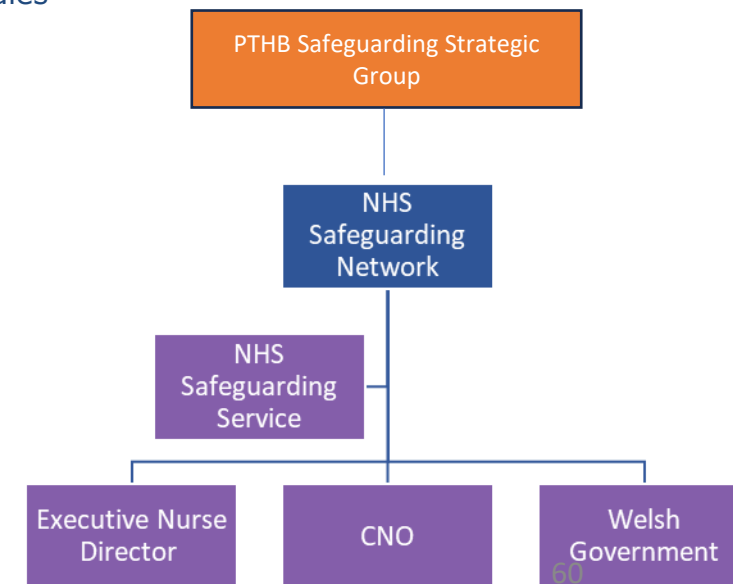 PTHB Safeguarding Strategic
Group
NHS
Safeguarding
Network
NHS
Safeguarding
Service
Executive Nurse
Director
CNO
Welsh
Government
60